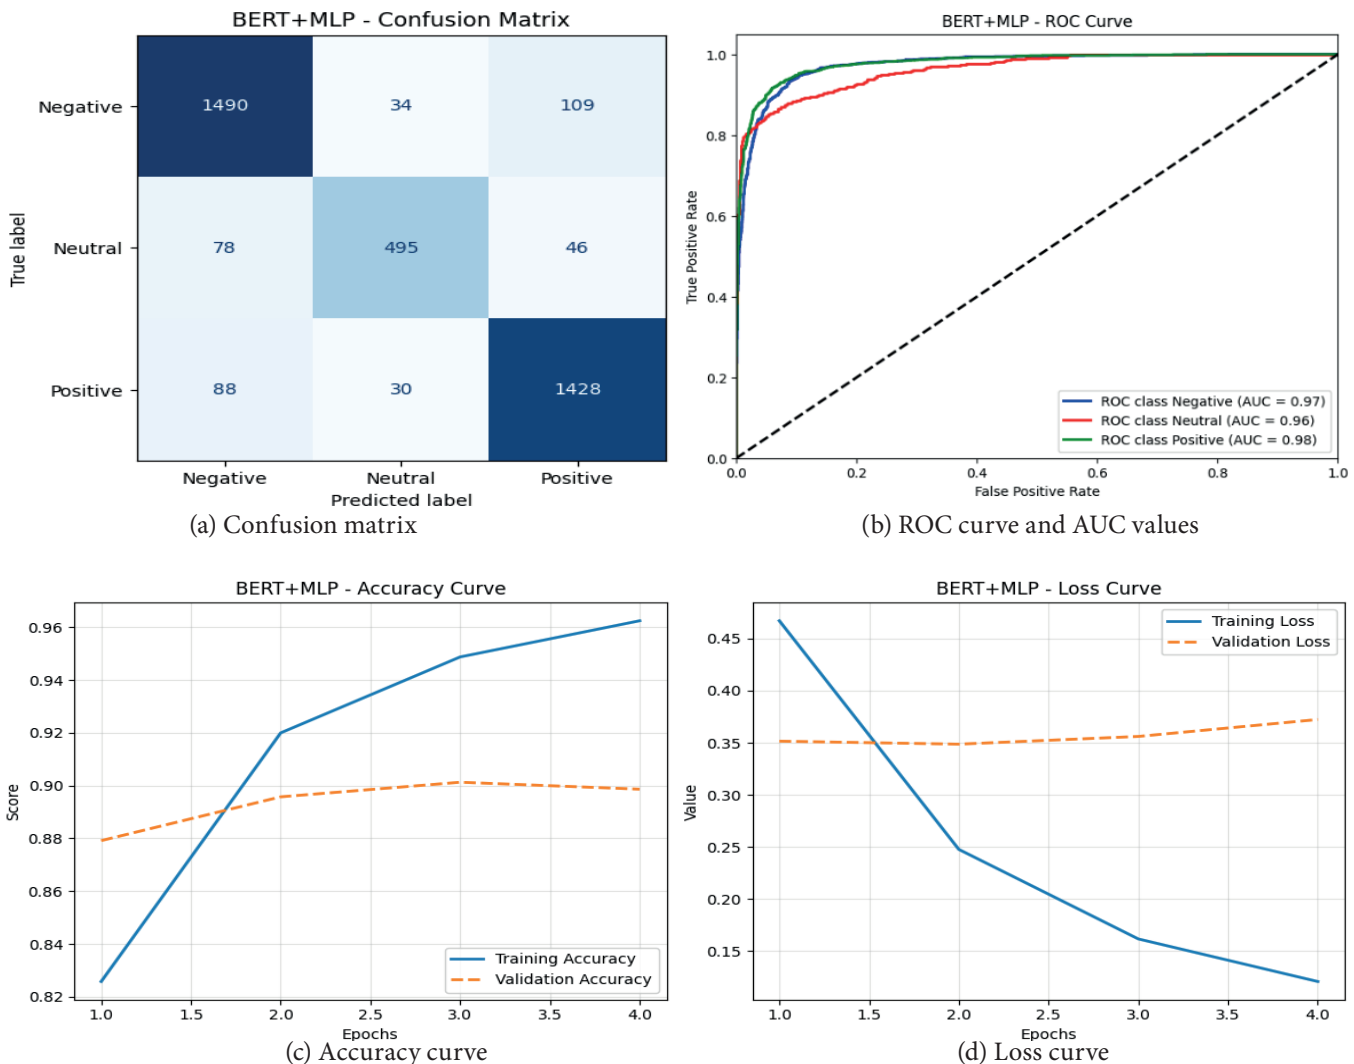 BERT+MLP - Confusion Matrix
True label
Negative 1490 34 109
Neutral 78 495 46
Positive 88 30 1428
Negative Neutral Positive
Predicted label
(a) Confusion matrix
BERT+MLP - ROC Curve
True Positive Rate
1.0
0.8
0.6
0.4
0.2
0.0
0.0 0.2 0.4 0.6 0.8 1.0
False Positive Rate
ROC class Negative (AUC = 0.97)
ROC class Neutral (AUC = 0.96)
ROC class Positive (AUC = 0.98)
(b) ROC curve and AUC values
BERT+MLP - Accuracy Curve
Score
0.96
0.94
0.92
0.90
0.88
0.86
0.84
0.82
1.0 1.5 2.0 2.5 3.0 3.5 4.0
Epochs
Training Accuracy
Validation Accuracy
(c) Accuracy curve
BERT+MLP - Loss Curve
Value
0.45
0.40
0.35
0.30
0.25
0.20
0.15
1.0 1.5 2.0 2.5 3.0 3.5 4.0
Epochs
Training Loss
Validation Loss
(d) Loss curve